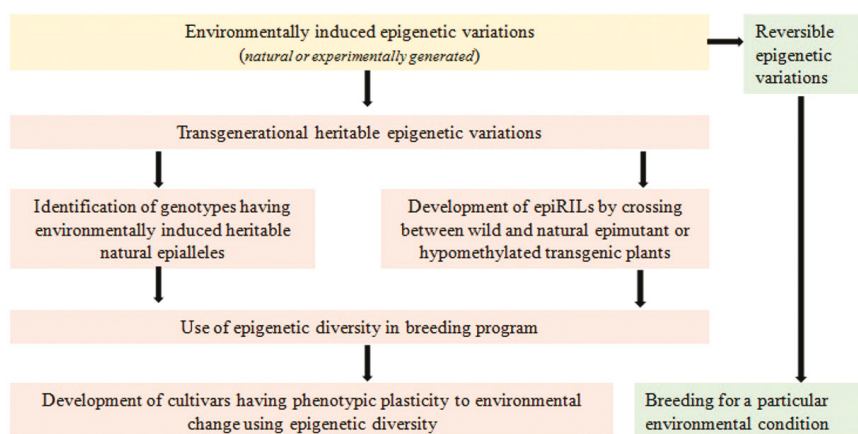 Environmentally induced epigenetic variations
(natural or experimentally generated)
Reversible
epigenetic
variations
Transgenerational heritable epigenetic variations
Identification of genotypes having
environmentally induced heritable
natural epialleles
Development of epiRILs by crossing
between wild and natural epimutant or
hypomethylated transgenic plants
Use of epigenetic diversity in breeding program
Development of cultivars having phenotypic plasticity to environmental
change using epigenetic diversity
Breeding for a particular
environmental condition